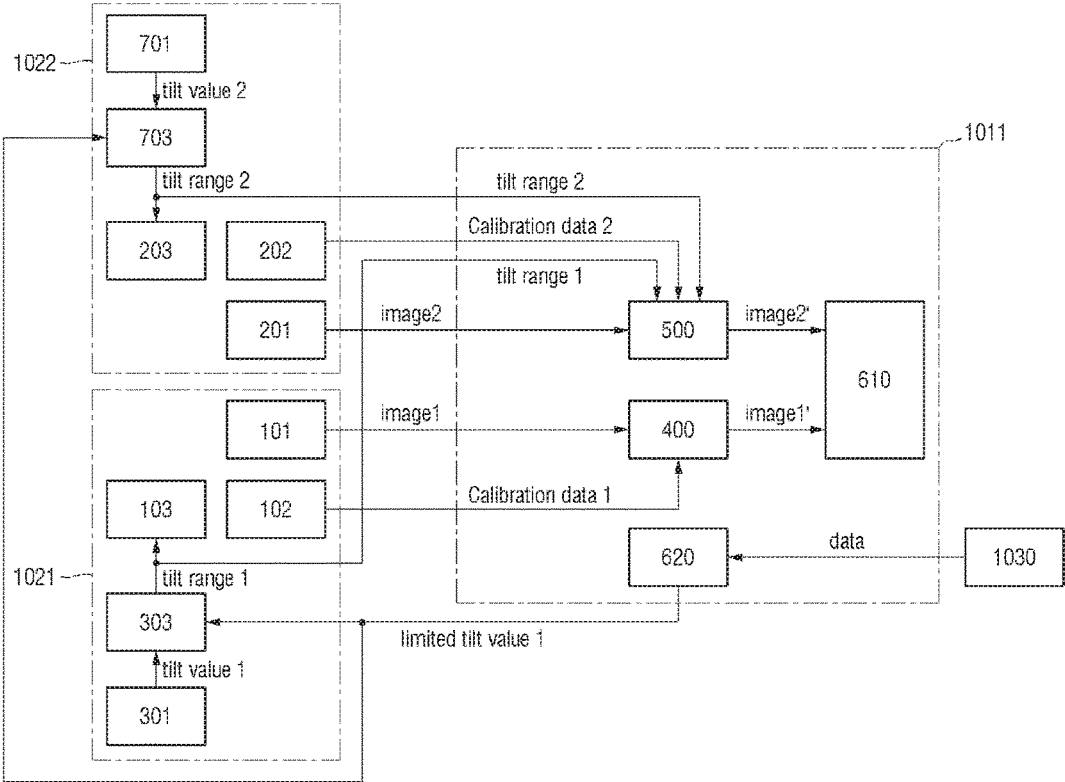 701
1022
tilt value 2
703
1011
tilt range 2
tilt range 2
Calibration data 2
203
202
tilt range 1
201
image2
500
image2'
610
101
image1
400
image1'
103
102
Calibration data 1
620
data
1030
1021
tilt range 1
303
limited tilt value 1
tilt value 1
301